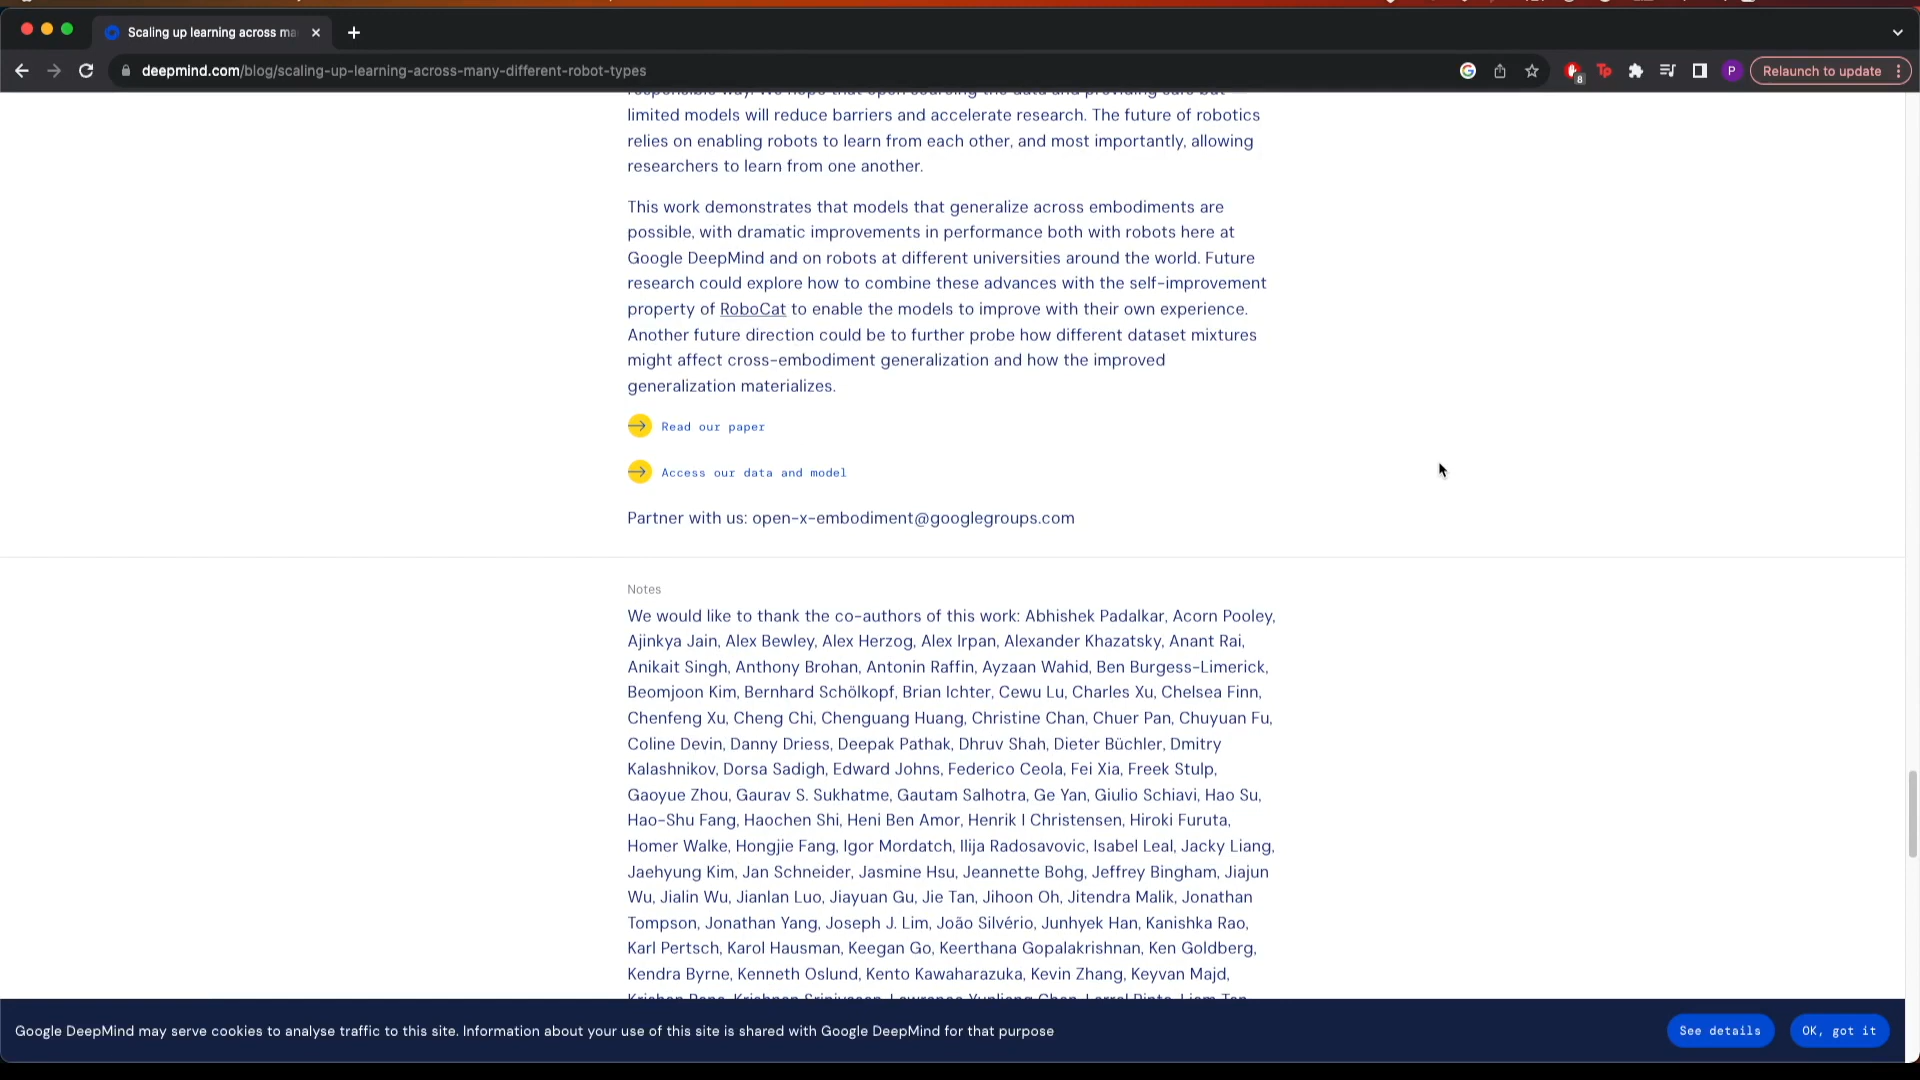 Scaling up learning across ma
deepmind.com/blog/scaling-up-learning-across-many-different-robot-types
8
Tp
P
Relaunch to update
limited models will reduce barriers and accelerate research. The future of robotics
relies on enabling robots to learn from each other, and most importantly, allowing
researchers to learn from one another.
This work demonstrates that models that generalize across embodiments are
possible, with dramatic improvements in performance both with robots here at
Google DeepMind and on robots at different universities around the world. Future
research could explore how to combine these advances with the self-improvement
property of RoboCat to enable the models to improve with their own experience.
Another future direction could be to further probe how different dataset mixtures
might affect cross-embodiment generalization and how the improved
generalization materializes.
Read our paper
Access our data and model
Partner with us: open-x-embodiment@googlegroups.com
Notes
We would like to thank the co-authors of this work: Abhishek Padalkar, Acorn Pooley,
Ajinkya Jain, Alex Bewley, Alex Herzog, Alex Irpan, Alexander Khazatsky, Anant Rai,
Anikait Singh, Anthony Brohan, Antonin Raffin, Ayzaan Wahid, Ben Burgess-Limerick,
Beomjoon Kim, Bernhard Schölkopf, Brian Ichter, Cewu Lu, Charles Xu, Chelsea Finn,
Chenfeng Xu, Cheng Chi, Chenguang Huang, Christine Chan, Chuer Pan, Chuyuan Fu,
Coline Devin, Danny Driess, Deepak Pathak, Dhruv Shah, Dieter Büchler, Dmitry
Kalashnikov, Dorsa Sadigh, Edward Johns, Federico Ceola, Fei Xia, Freek Stulp,
Gaoyue Zhou, Gaurav S. Sukhatme, Gautam Salhotra, Ge Yan, Giulio Schiavi, Hao Su,
Hao-Shu Fang, Haochen Shi, Heni Ben Amor, Henrik I Christensen, Hiroki Furuta,
Homer Walke, Hongjie Fang, Igor Mordatch, Ilija Radosavovic, Isabel Leal, Jacky Liang,
Jaehyung Kim, Jan Schneider, Jasmine Hsu, Jeannette Bohg, Jeffrey Bingham, Jiajun
Wu, Jialin Wu, Jianlan Luo, Jiayuan Gu, Jie Tan, Jihoon Oh, Jitendra Malik, Jonathan
Tompson, Jonathan Yang, Joseph J. Lim, João Silvério, Junhyek Han, Kanishka Rao,
Karl Pertsch, Karol Hausman, Keegan Go, Keerthana Gopalakrishnan, Ken Goldberg,
Kendra Byrne, Kenneth Oslund, Kento Kawaharazuka, Kevin Zhang, Keyvan Majd,
Google DeepMind may serve cookies to analyse traffic to this site. Information about your use of this site is shared with Google DeepMind for that purpose
See details
OK, got it